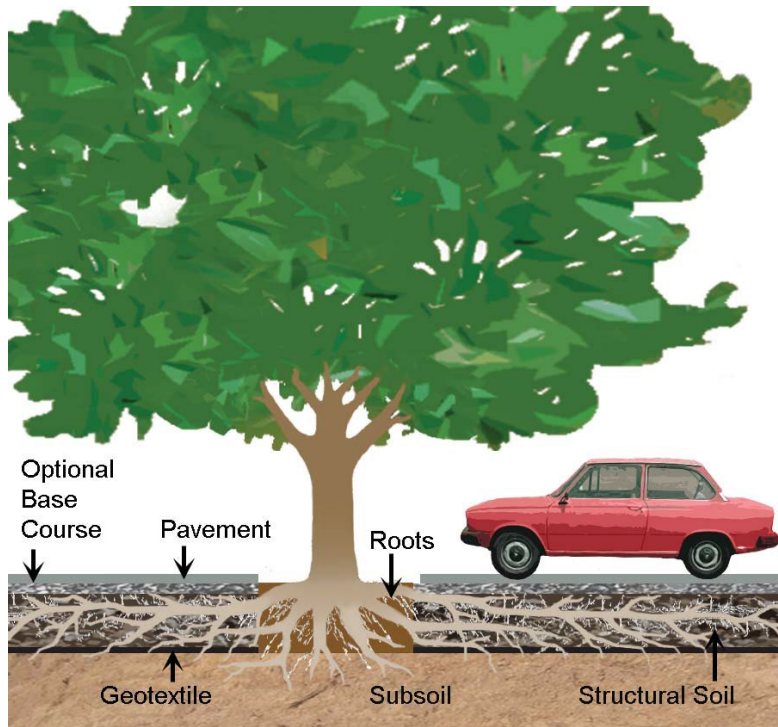 Optional
Base
Course
Pavement
Roots
Geotextile
Subsoil
Structural Soil